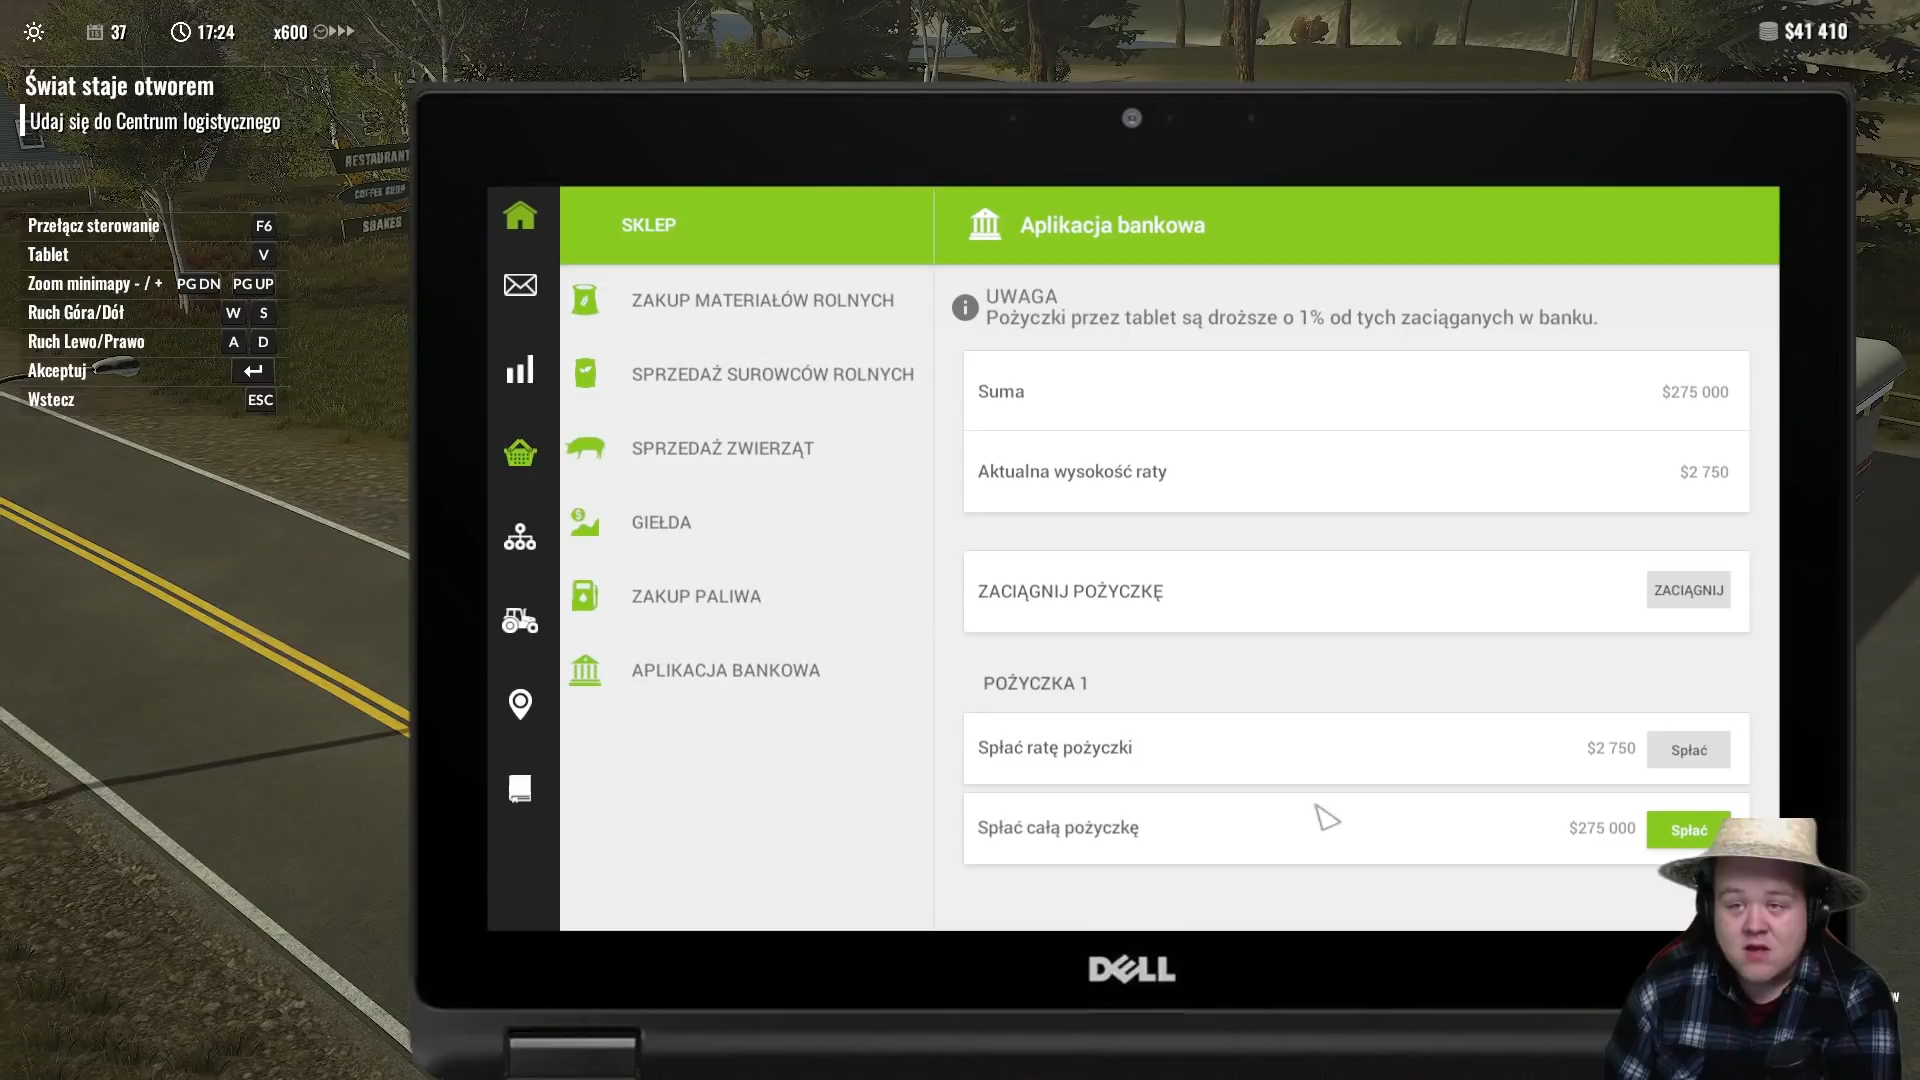 37
17:24
x600
$41 410
Świat staje otworem
Udaj się do Centrum logistycznego
RESTAURANT
COFFEE SHOP
SHAKES
Przełącz sterowanie F6
Tablet V
Zoom minimapy - / + PG DN PG UP
Ruch Góra/Dół W S
Ruch Lewo/Prawo A D
Akceptuj
Wstecz ESC
SKLEP
ZAKUP MATERIAŁÓW ROLNYCH
SPRZEDAŻ SUROWCÓW ROLNYCH
SPRZEDAŻ ZWIERZĄT
GIEŁDA
ZAKUP PALIWA
APLIKACJA BANKOWA
Aplikacja bankowa
UWAGA
Pożyczki przez tablet są droższe o 1% od tych zaciąganych w banku.
Suma $275 000
Aktualna wysokość raty $2 750
ZACIĄGNIJ POŻYCZKĘ ZACIĄGNIJ
POŻYCZKA 1
Spłać ratę pożyczki $2 750 Spłać
Spłać całą pożyczkę $275 000 Spłać
DELL